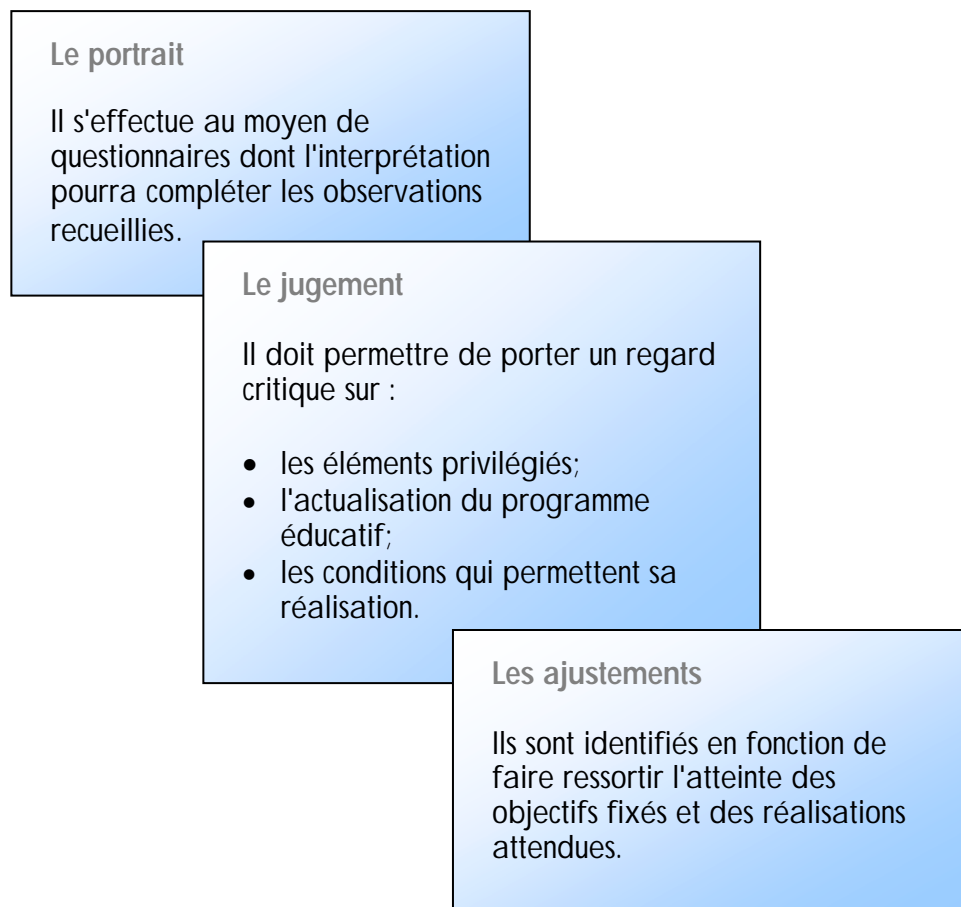 Le portrait
Il s'effectue au moyen de
questionnaires dont l'interprétation
pourra compléter les observations
recueillies.
Le jugement
Il doit permettre de porter un regard
critique sur :
• les éléments privilégiés;
• l'actualisation du programme
éducatif;
• les conditions qui permettent sa
réalisation.
Les ajustements
Ils sont identifiés en fonction de
faire ressortir l'atteinte des
objectifs fixés et des réalisations
attendues.